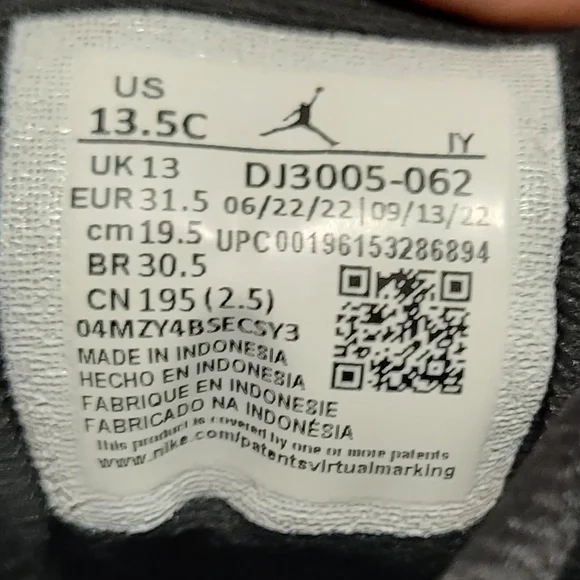 US
13.5C
IY
UK 13
DJ3005-062
EUR 31.5
06/22/22 | 09/13/22
cm 19.5
UPC00196153286894
BR 30.5
CN 195 (2.5)
04MZY4BSECSY3
MADE IN INDONESIA
HECHO EN INDONESIA
FABRIQUE EN INDONESIE
FABRICADO NA INDONÉSIA
This product is covered by one or more patents
www.nike.com/patentsvirtualmarking